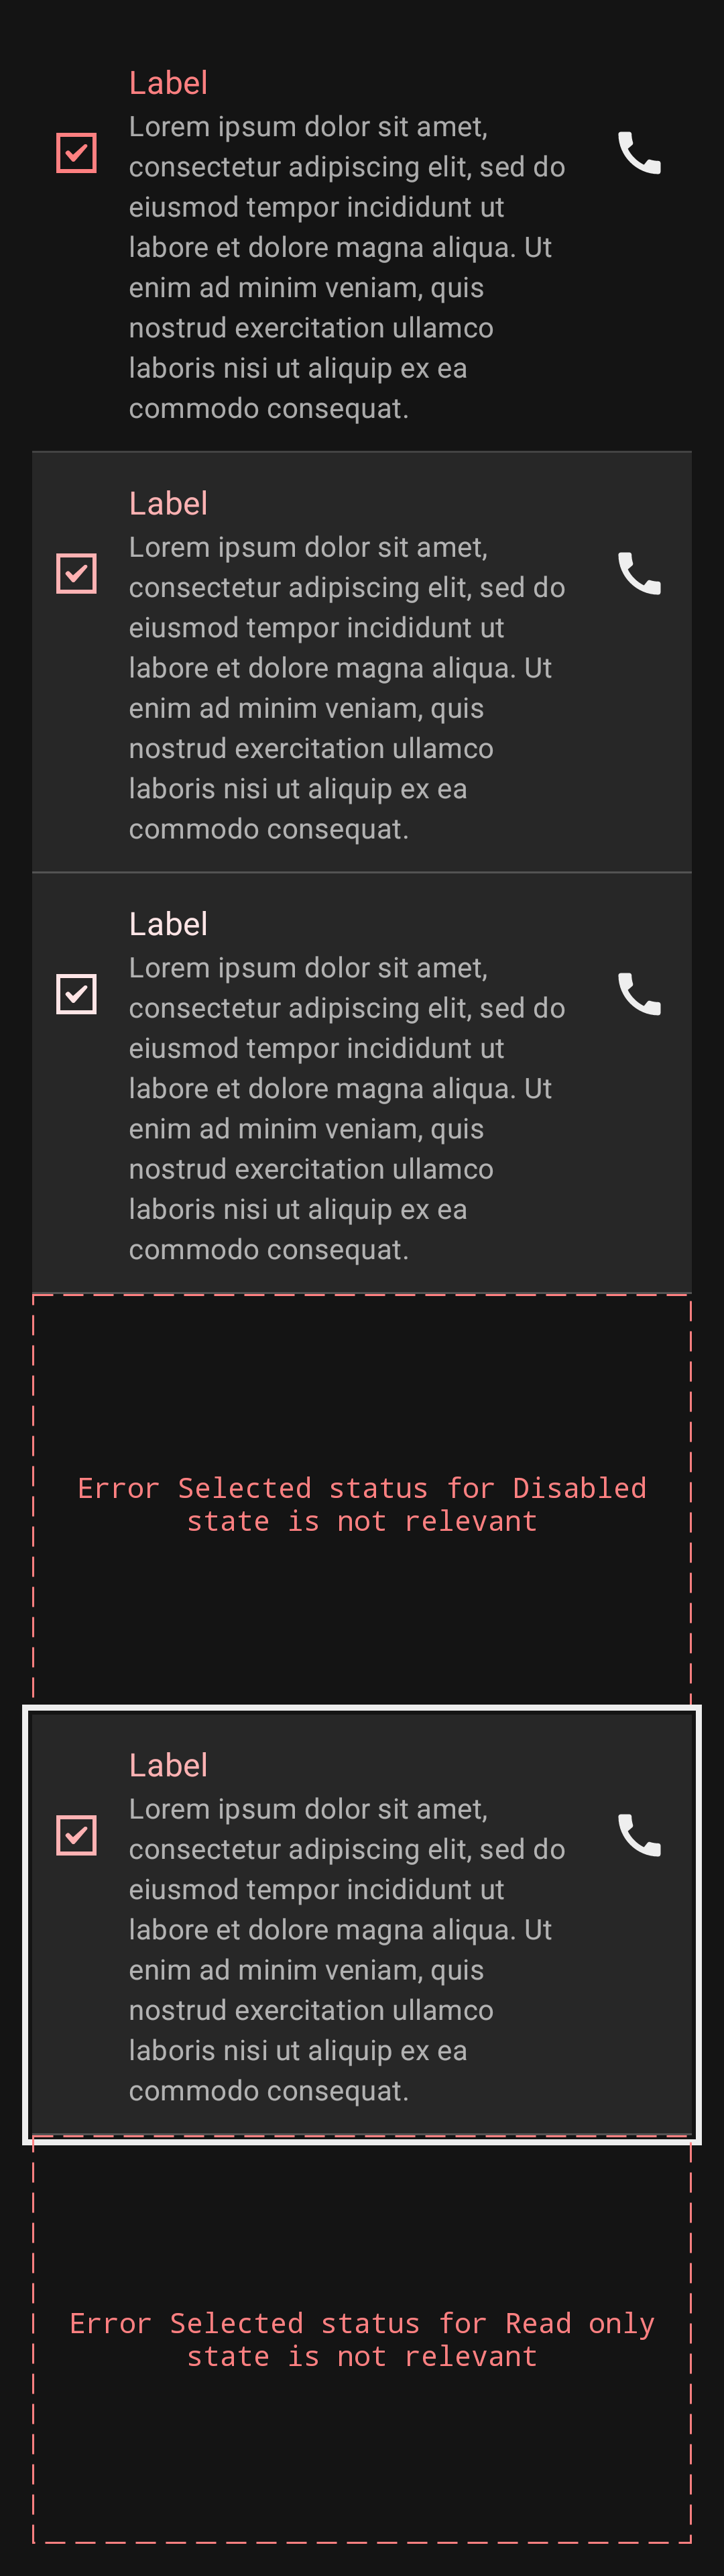 Label
Lorem ipsum dolor sit amet,
consectetur adipiscing elit, sed do
eiusmod tempor incididunt ut
labore et dolore magna aliqua. Ut
enim ad minim veniam, quis
nostrud exercitation ullamco
laboris nisi ut aliquip ex ea
commodo consequat.
Label
Lorem ipsum dolor sit amet,
consectetur adipiscing elit, sed do
eiusmod tempor incididunt ut
labore et dolore magna aliqua. Ut
enim ad minim veniam, quis
nostrud exercitation ullamco
laboris nisi ut aliquip ex ea
commodo consequat.
Label
Lorem ipsum dolor sit amet,
consectetur adipiscing elit, sed do
eiusmod tempor incididunt ut
labore et dolore magna aliqua. Ut
enim ad minim veniam, quis
nostrud exercitation ullamco
laboris nisi ut aliquip ex ea
commodo consequat.
Error Selected status for Disabled
state is not relevant
Label
Lorem ipsum dolor sit amet,
consectetur adipiscing elit, sed do
eiusmod tempor incididunt ut
labore et dolore magna aliqua. Ut
enim ad minim veniam, quis
nostrud exercitation ullamco
laboris nisi ut aliquip ex ea
commodo consequat.
Error Selected status for Read only
state is not relevant